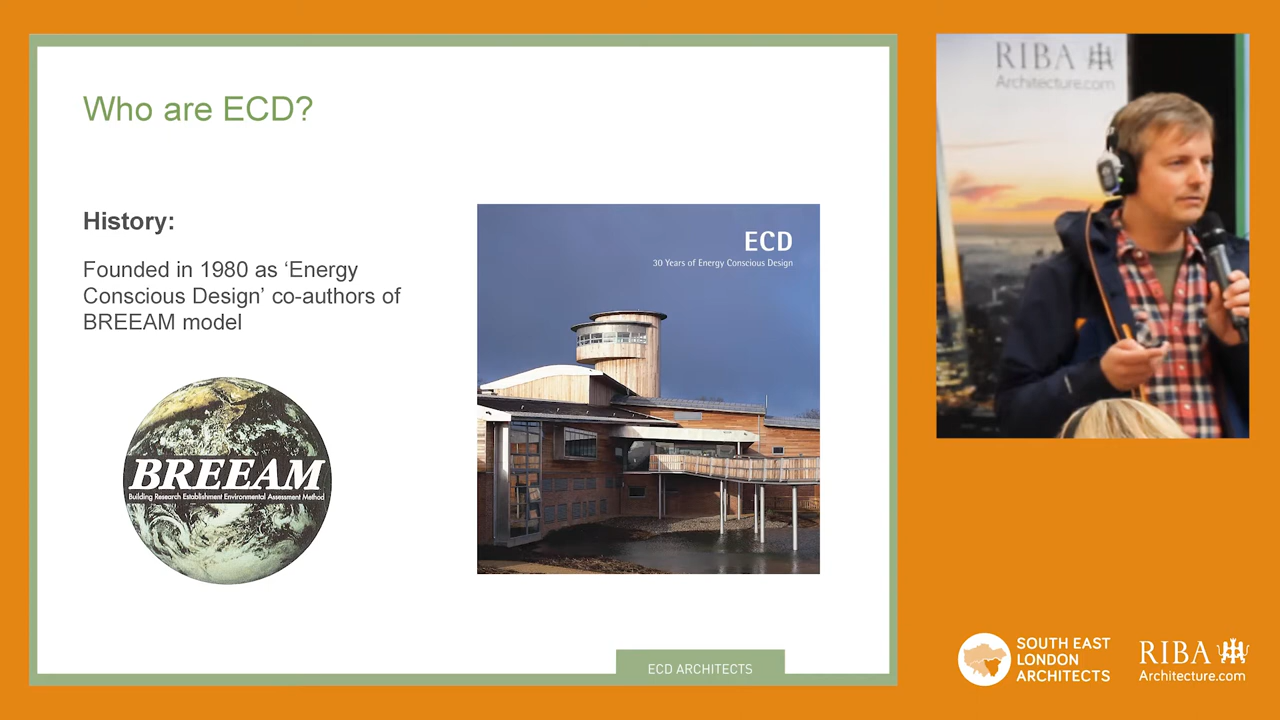 Who are ECD?
History:
Founded in 1980 as ‘Energy
Conscious Design’ co-authors of
BREEAM model
BREEAM
Building Research Establishment Environmental Assessment Method
ECD
30 Years of Energy Conscious Design
ECD ARCHITECTS
RIBA
Architecture.com
SOUTH EAST
LONDON
ARCHITECTS
RIBA
Architecture.com